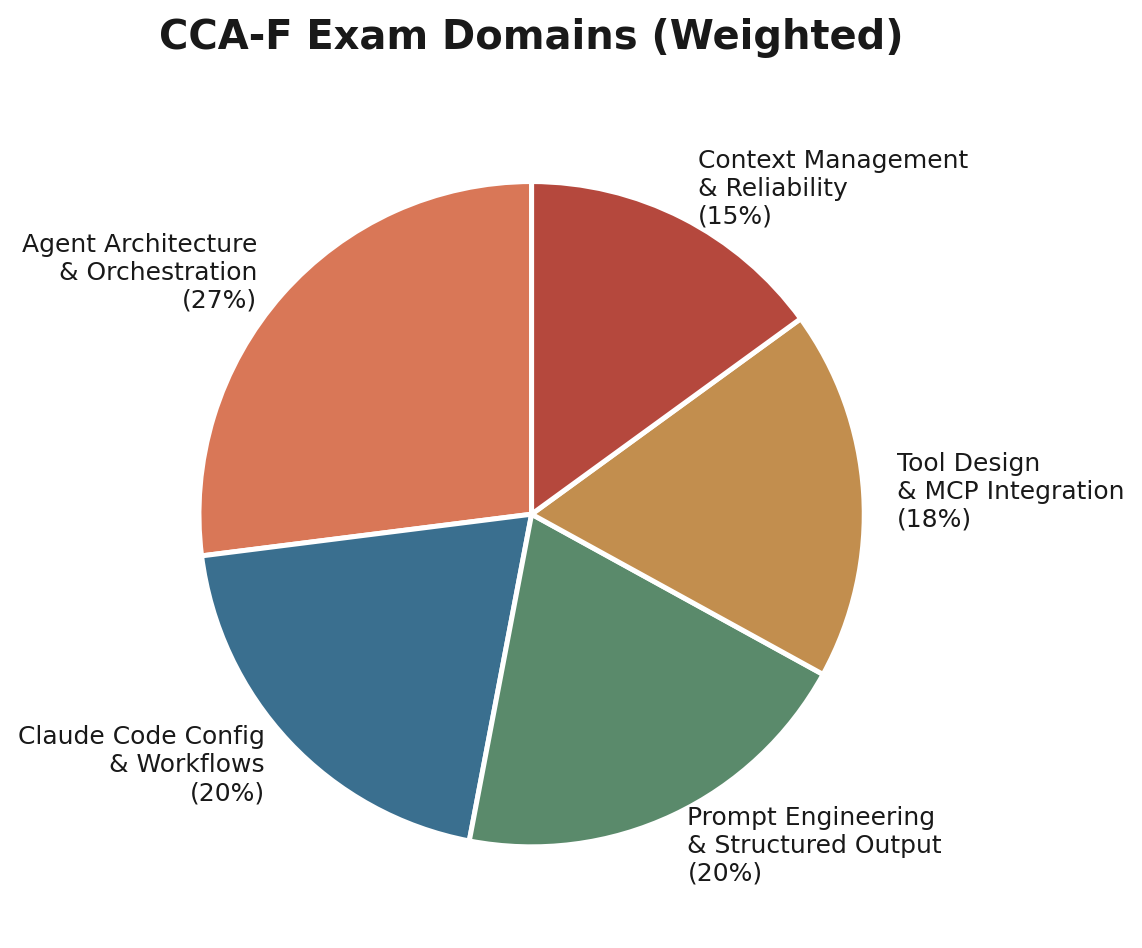 CCA-F Exam Domains (Weighted)
Context Management
& Reliability
(15%)
Agent Architecture
& Orchestration
(27%)
Tool Design
& MCP Integration
(18%)
Claude Code Config
& Workflows
(20%)
Prompt Engineering
& Structured Output
(20%)